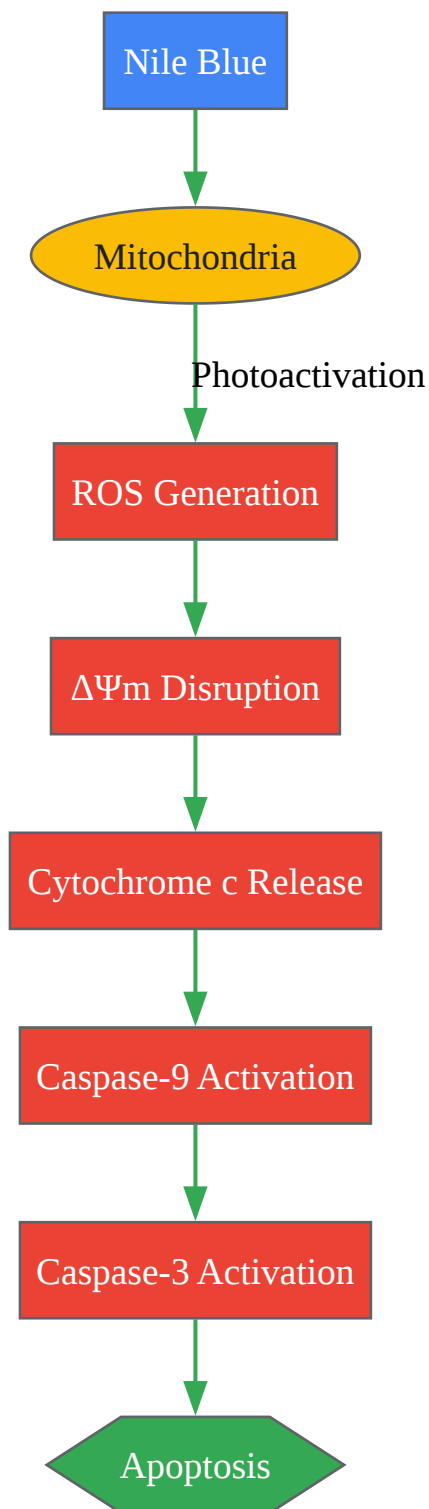 Nile Blue
Mitochondria
Photoactivation
ROS Generation
ΔΨm Disruption
Cytochrome c Release
Caspase-9 Activation
Caspase-3 Activation
Apoptosis